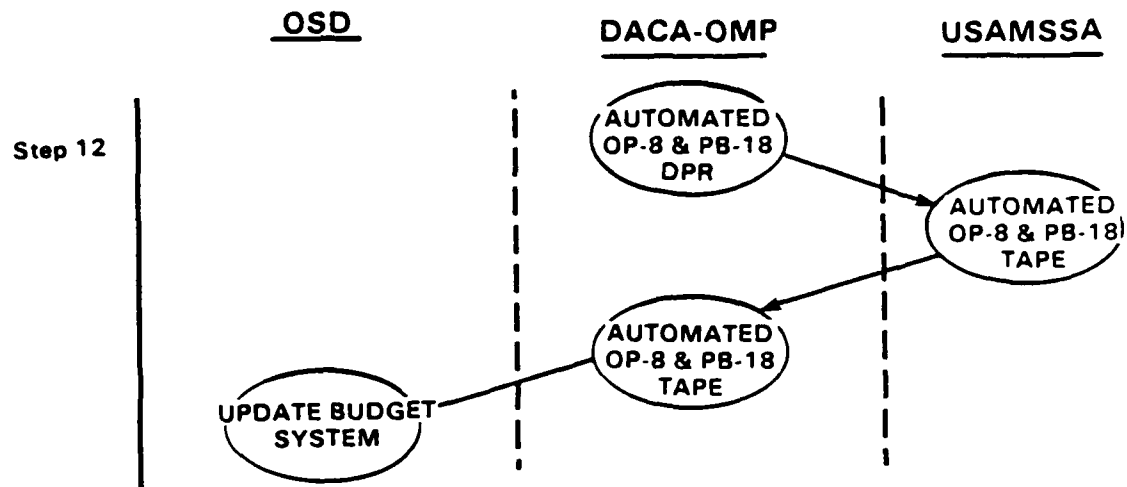 OSD
DACA-OMP
USAMSSA
Step 12
AUTOMATED
OP-8 & PB-18
DPR
AUTOMATED
OP-8 & PB-18
TAPE
AUTOMATED
OP-8 & PB-18
TAPE
UPDATE BUDGET
SYSTEM